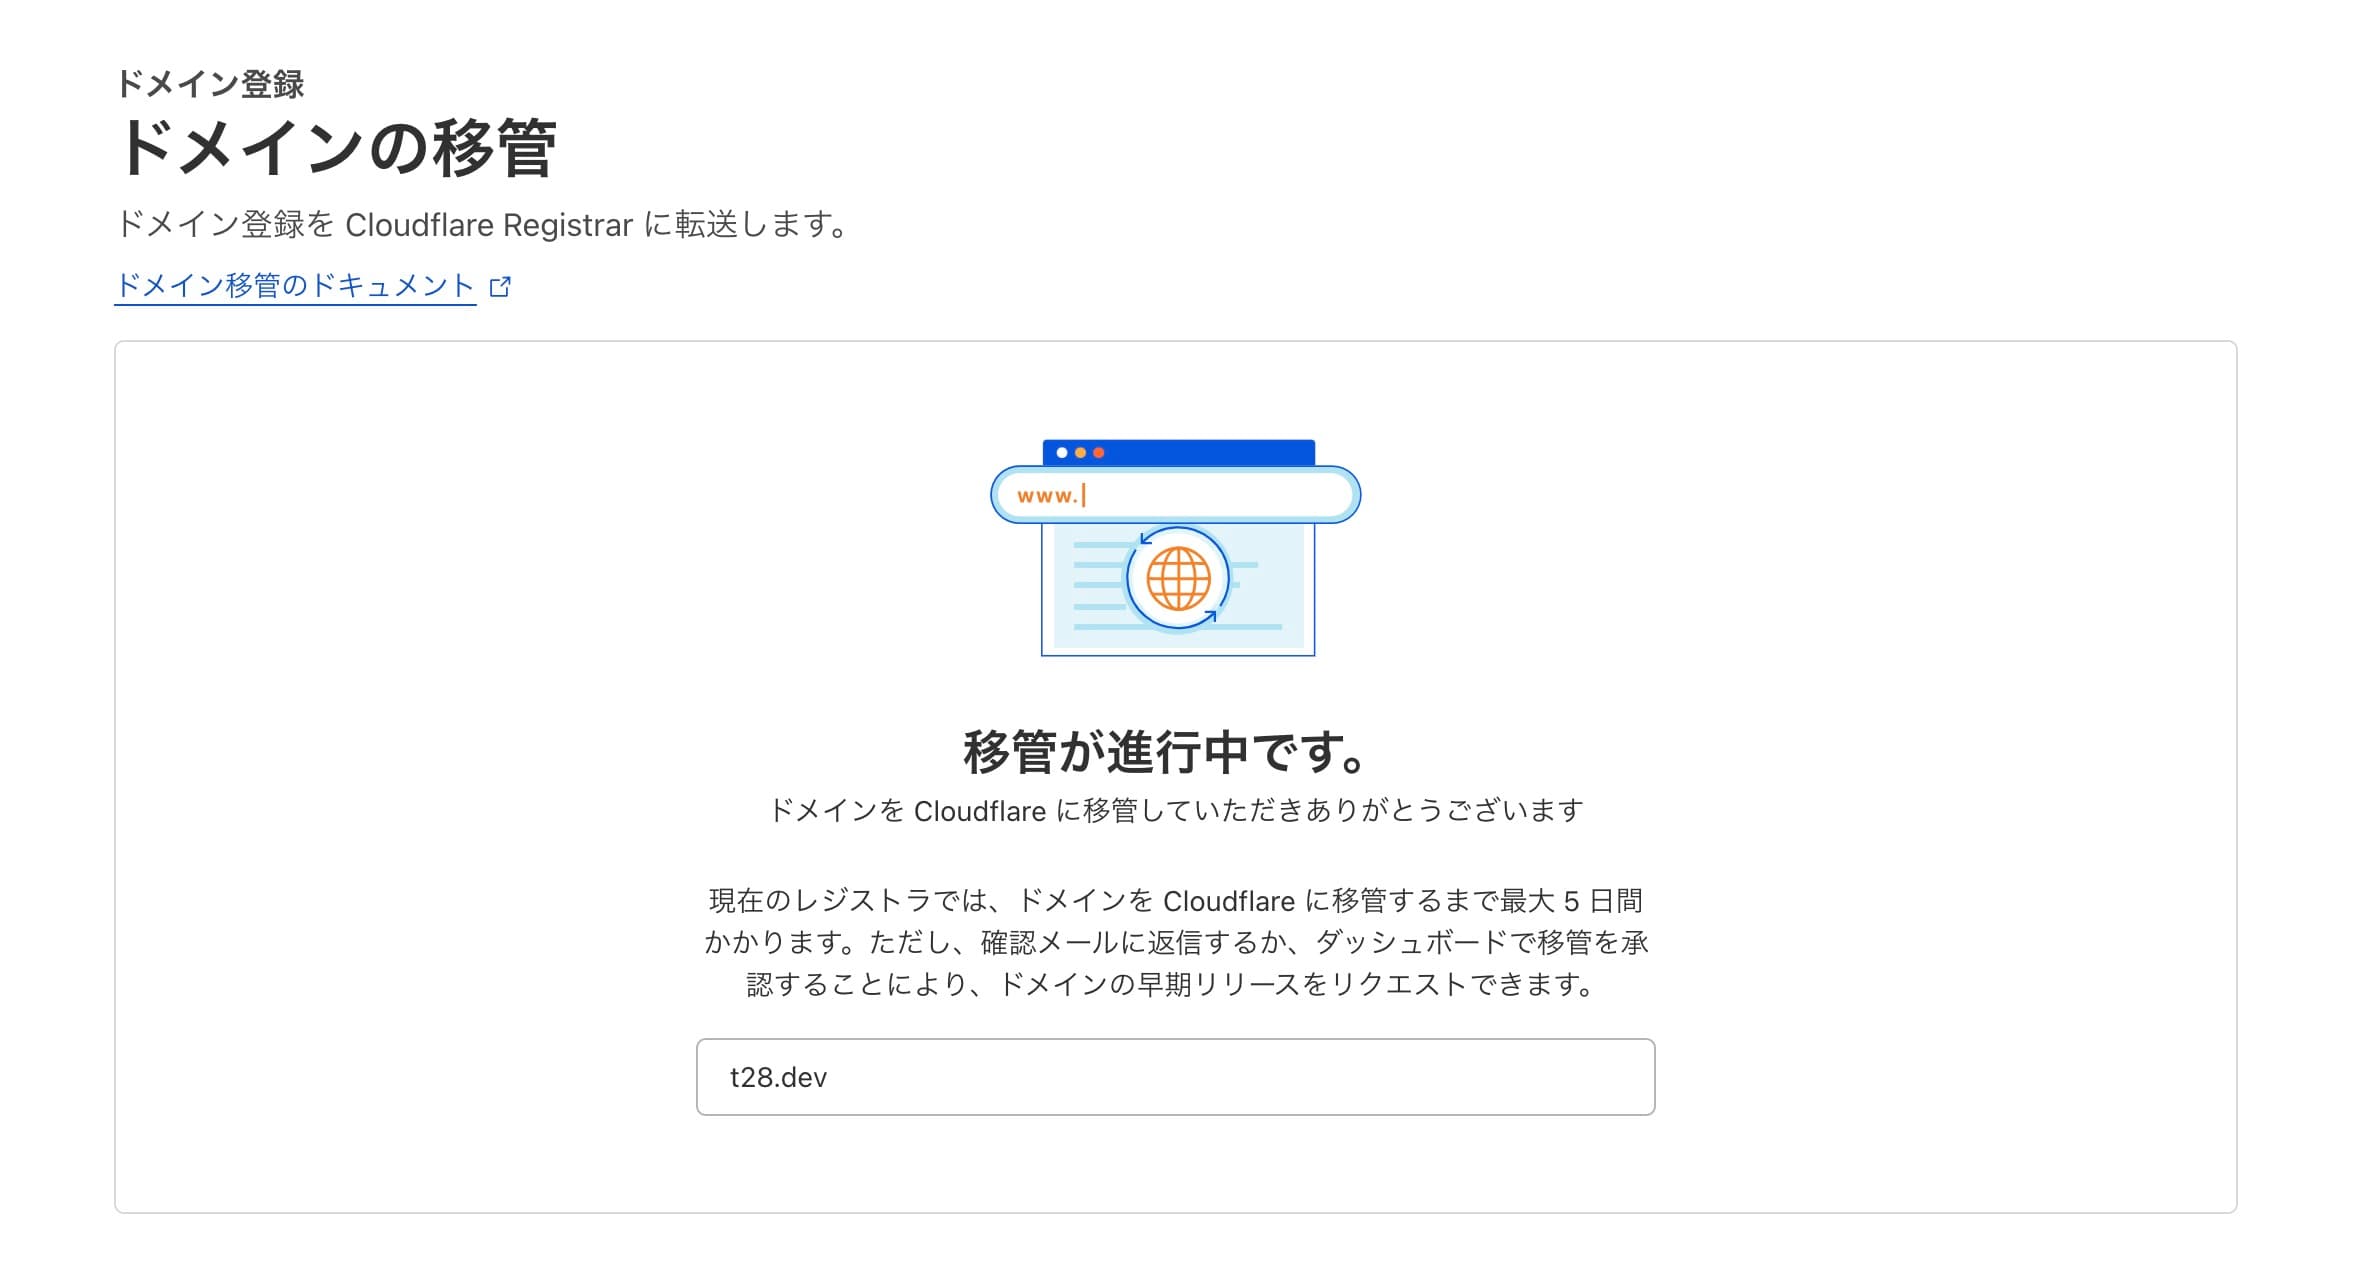 ドメイン登録
ドメインの移管
ドメイン登録を Cloudflare Registrar に転送します。
ドメイン移管のドキュメント
www.
移管が進行中です。
ドメインを Cloudflare に移管していただきありがとうございます
現在のレジストラでは、ドメインを Cloudflare に移管するまで最大 5 日間
かかります。ただし、確認メールに返信するか、ダッシュボードで移管を承
認することにより、ドメインの早期リリースをリクエストできます。
t28.dev